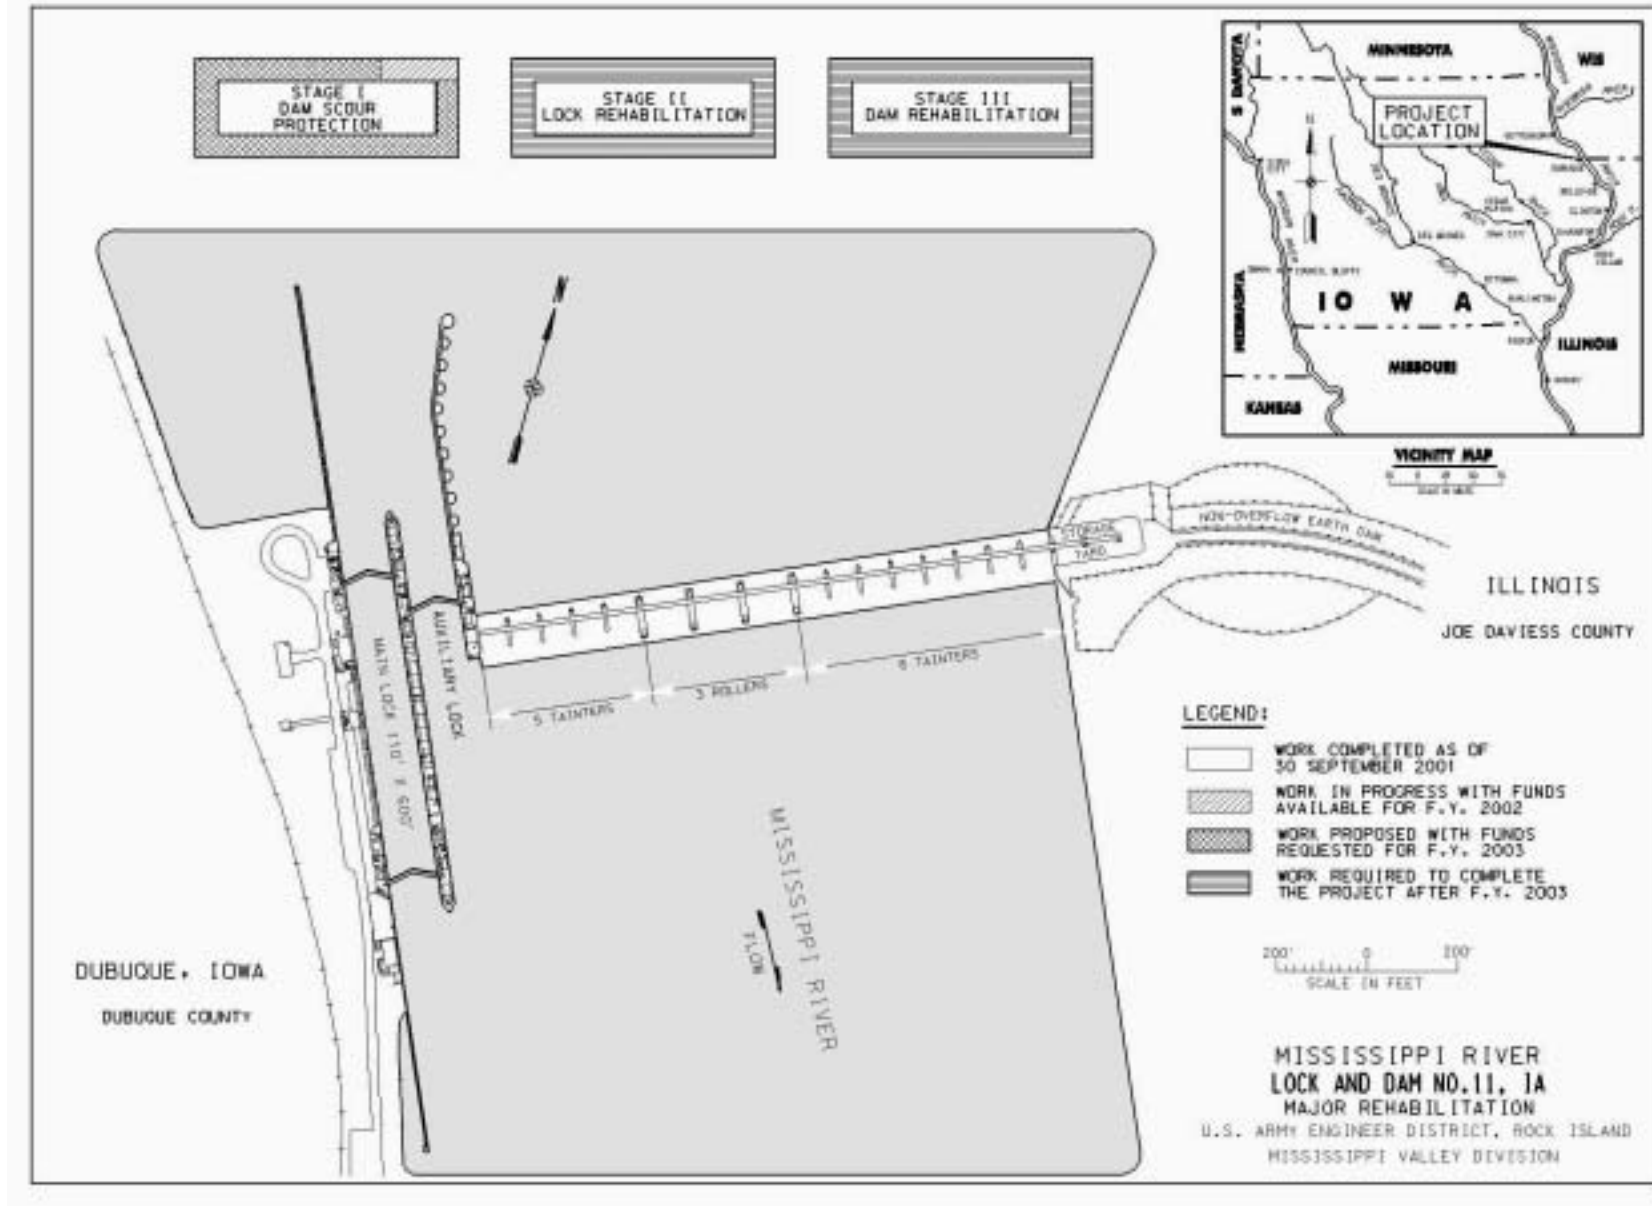 STAGE I
DAM SCOUR
PROTECTION
STAGE II
LOCK REHABILITATION
STAGE III
DAM REHABILITATION
MINNESOTA
WIS
S DAKOTA
PROJECT
LOCATION
N
NEBRASKA
IOWA
ILLINOIS
MISSOURI
KANSAS
VICINITY MAP
STORAGE
YARD
NON-OVERFLOW EARTH DAM
ILLINOIS
JOE DAVIESS COUNTY
MAIN LOCK 110' X 600'
AUXILIARY LOCK
5 TAINTERS
3 ROLLERS
8 TAINTERS
MISSISSIPPI RIVER
FLOW
DUBUQUE, IOWA
DUBUQUE COUNTY
LEGEND:
WORK COMPLETED AS OF
30 SEPTEMBER 2001
WORK IN PROGRESS WITH FUNDS
AVAILABLE FOR F.Y. 2002
WORK PROPOSED WITH FUNDS
REQUESTED FOR F.Y. 2003
WORK REQUIRED TO COMPLETE
THE PROJECT AFTER F.Y. 2003
200' 0 200'
SCALE IN FEET
MISSISSIPPI RIVER
LOCK AND DAM NO.11, IA
MAJOR REHABILITATION
U.S. ARMY ENGINEER DISTRICT, ROCK ISLAND
MISSISSIPPI VALLEY DIVISION